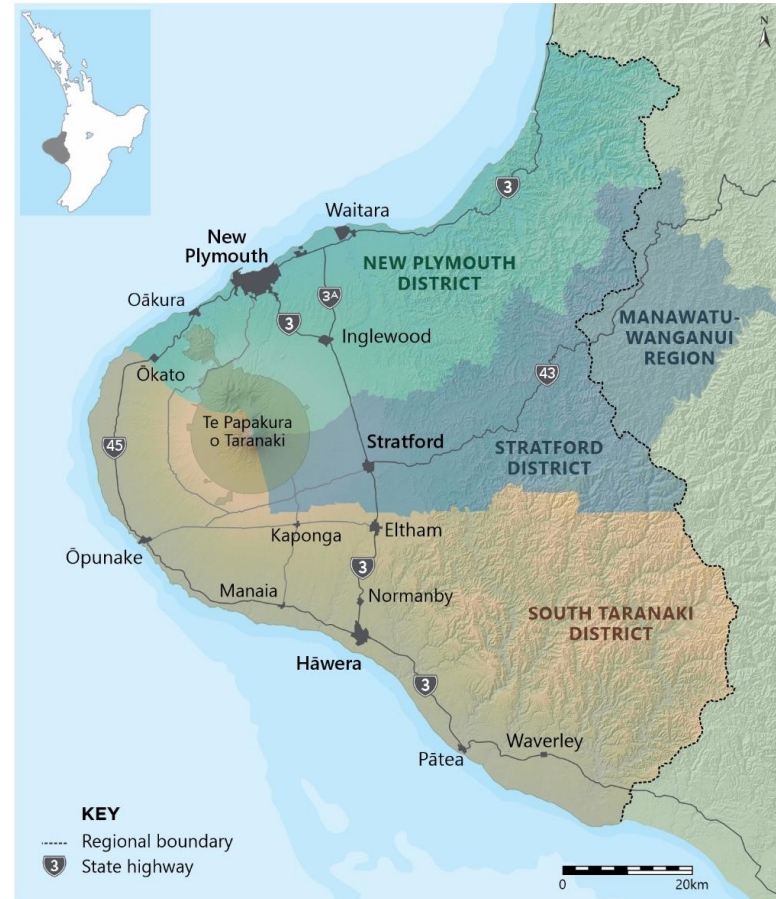 N
3
Waitara
New
Plymouth
NEW PLYMOUTH
DISTRICT
3A
Oākura
3
Inglewood
MANAWATU-
WANGANUI
REGION
Ōkato
43
Te Papakura
o Taranaki
45
Stratford
STRATFORD
DISTRICT
Kaponga
Eltham
Ōpunake
3
Manaia
Normanby
SOUTH TARANAKI
DISTRICT
Hāwera
3
Pātea
Waverley
KEY
Regional boundary
3 State highway
0 20km